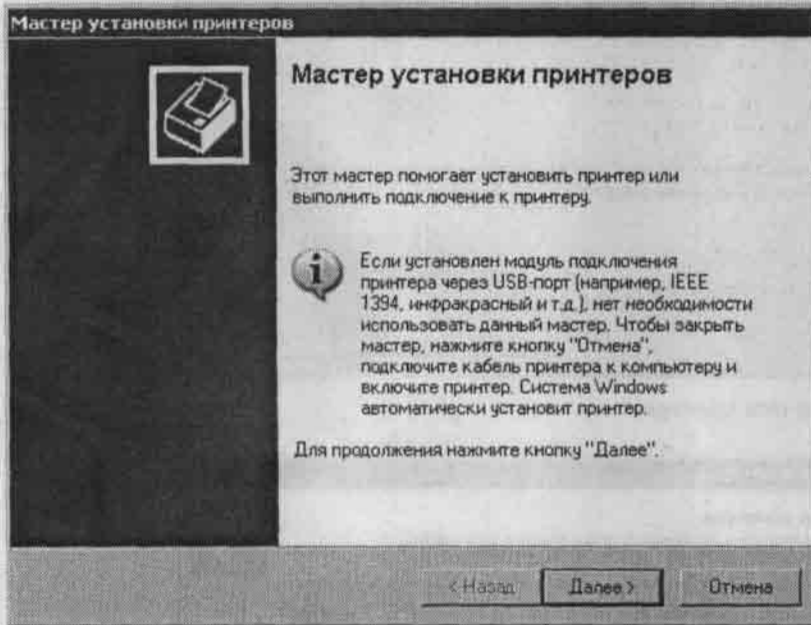 Мастер установки принтеров
Мастер установки принтеров
Этот мастер помогает установить принтер или
выполнить подключение к принтеру.
Если установлен модуль подключения
принтера через USB-порт (например, IEEE
1394, инфракрасный и т.д.), нет необходимости
использовать данный мастер. Чтобы закрыть
мастер, нажмите кнопку "Отмена",
подключите кабель принтера к компьютеру и
включите принтер. Система Windows
автоматически установит принтер.
Для продолжения нажмите кнопку "Далее".
< Назад
Далее >
Отмена